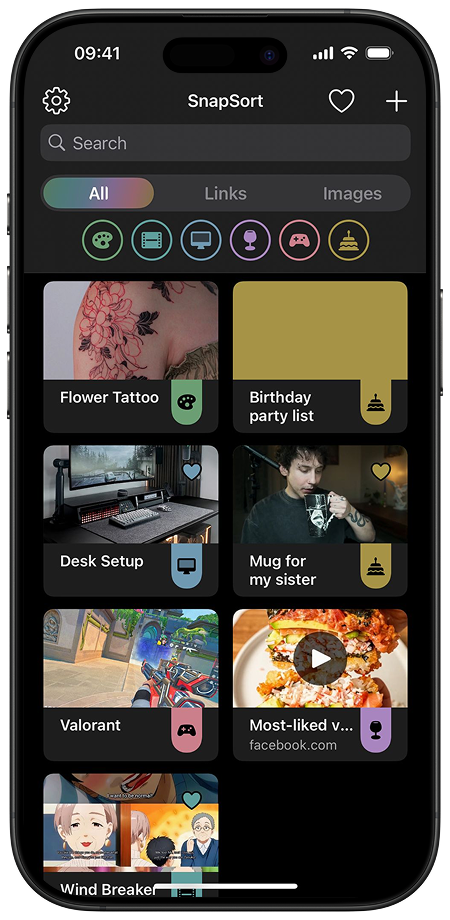 09:41
SnapSort
Search
All
Links
Images
Flower Tattoo
Birthday
party list
Desk Setup
Mug for
my sister
Valorant
Most-liked v...
facebook.com
I want to be normal!
Wind Breaker